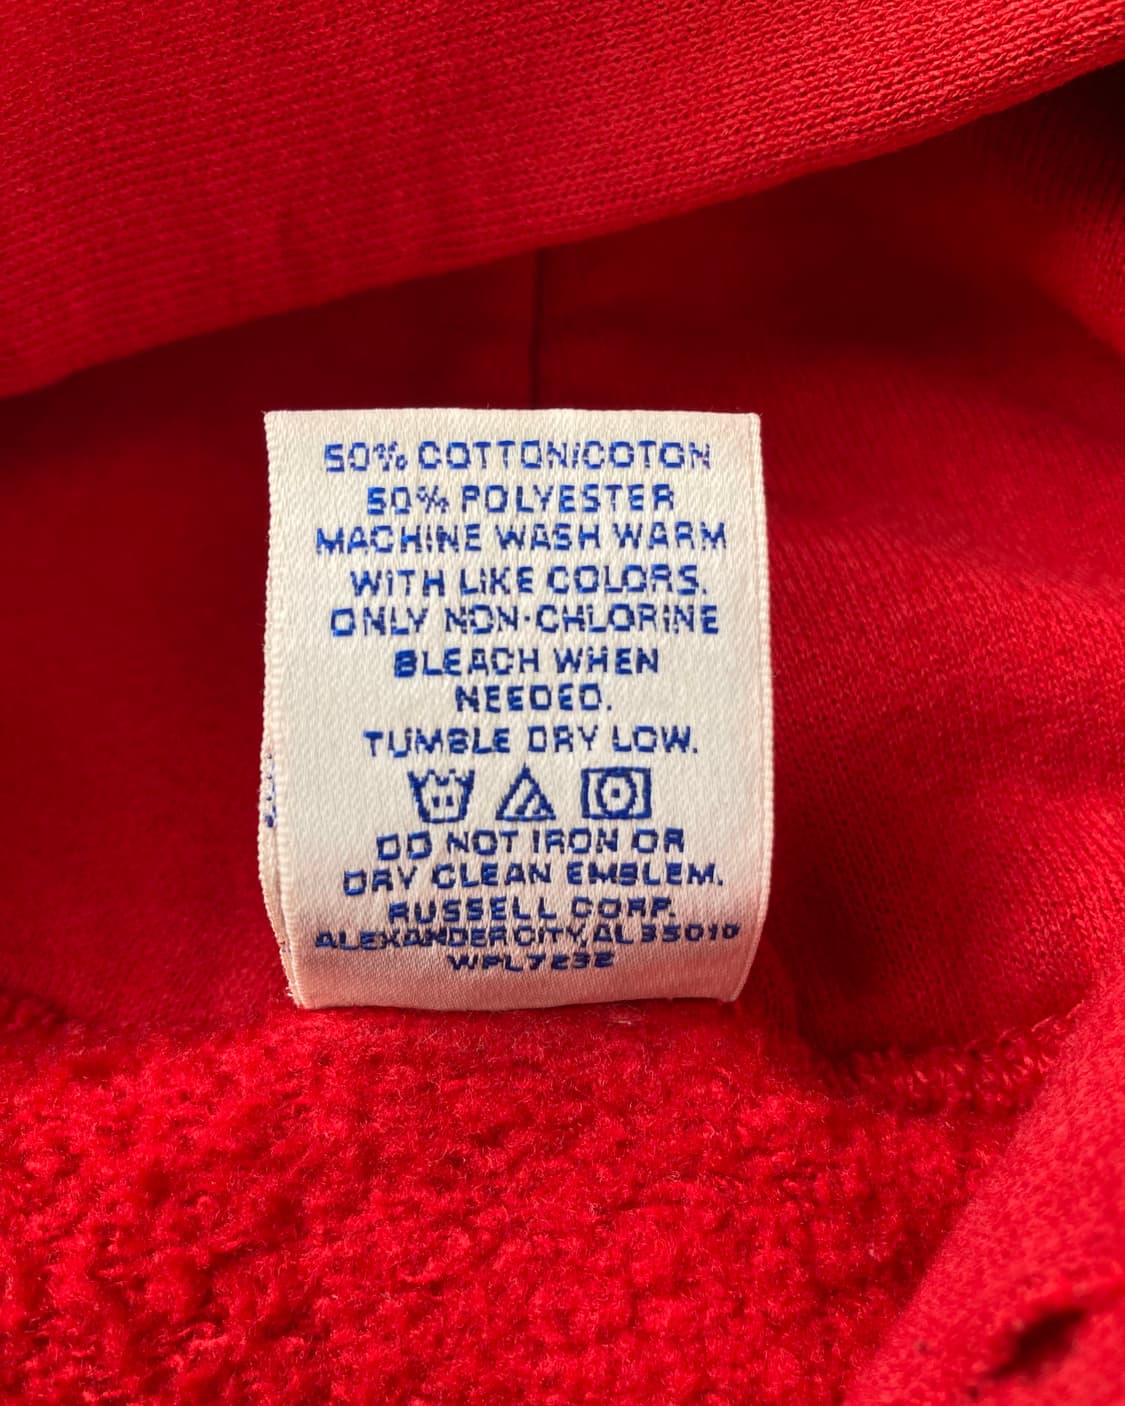 50% COTTON/COTON
50% POLYESTER
MACHINE WASH WARM
WITH LIKE COLORS.
ONLY NON-CHLORINE
BLEACH WHEN
NEEDED.
TUMBLE DRY LOW.
DO NOT IRON OR
DRY CLEAN EMBLEM.
RUSSELL CORP.
ALEXANDER CITY, AL 35010
WPL7232